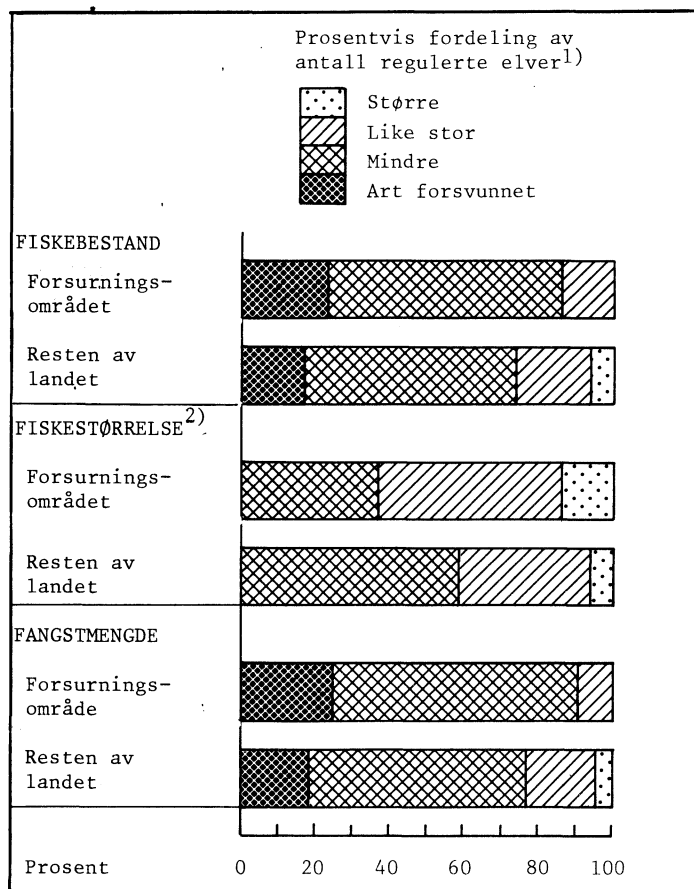 Prosentvis fordeling av
antall regulerte elver1)
Større
Like stor
Mindre
Art forsvunnet
FISKEBESTAND
Forsurnings-
området
Resten av
landet
FISKESTØRRELSE2)
Forsurnings-
området
Resten av
landet
FANGSTMENGDE
Forsurnings-
område
Resten av
landet
Prosent 0 20 40 60 80 100